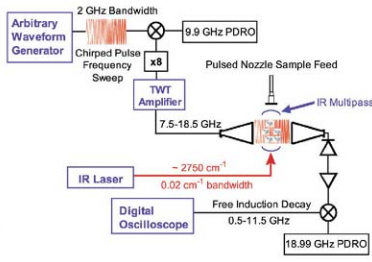 Arbitrary
Waveform
Generator
2 GHz Bandwidth
Chirped Pulse
Frequency
Sweep
9.9 GHz PDRO
x8
TWT
Amplifier
Pulsed Nozzle Sample Feed
IR Multipass
7.5-18.5 GHz
IR Laser
~ 2750 cm-1
0.02 cm-1 bandwidth
Digital
Oscilloscope
Free Induction Decay
0.5-11.5 GHz
18.99 GHz PDRO